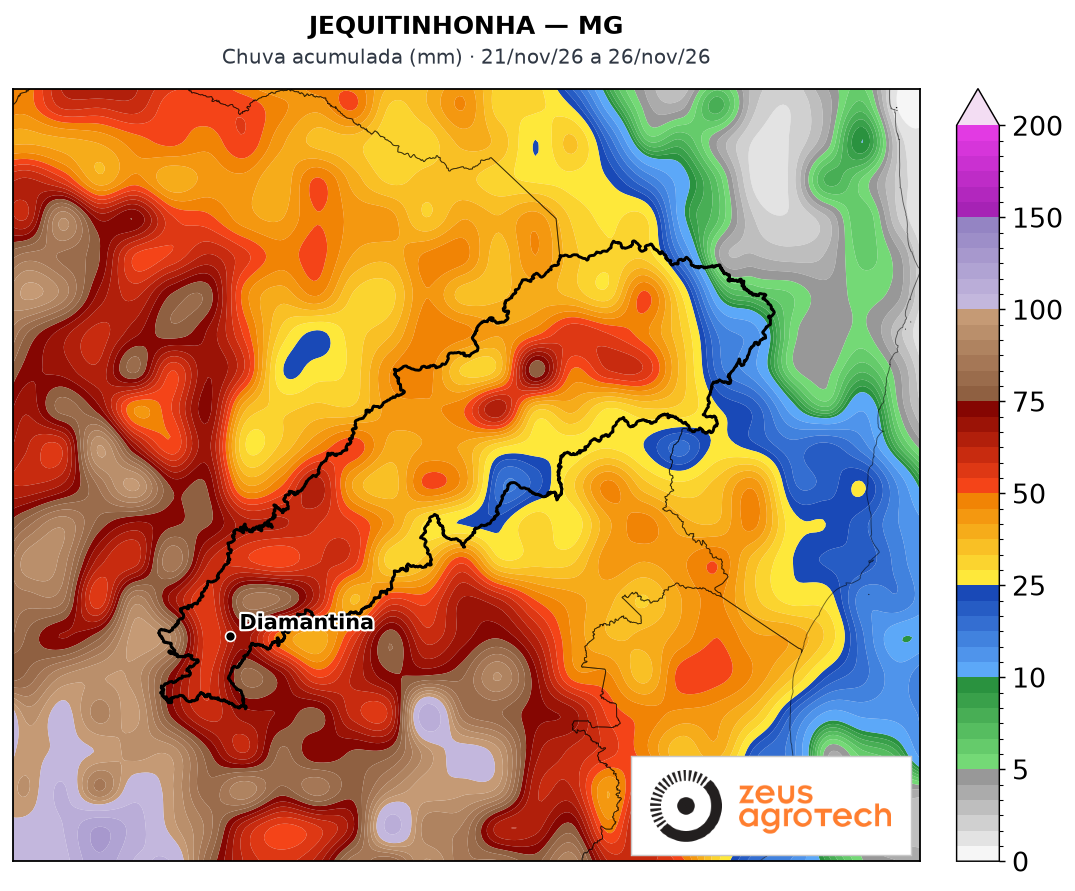 JEQUITINHONHA — MG
Chuva acumulada (mm) · 21/nov/26 a 26/nov/26
200
150
100
75
50
25
10
5
0
Diamantina
zeus
agrotech